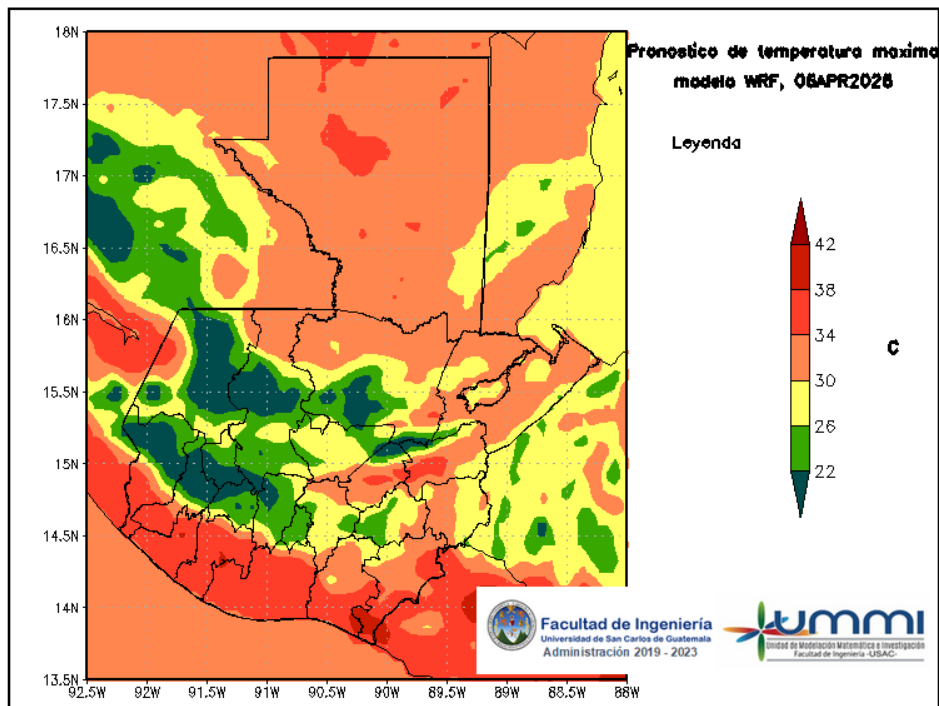 Pronostico de temperatura maxima
modelo WRF, 06APR2026
Leyenda
42
38
34
30
26
22
C
18N
17.5N
17N
16.5N
16N
15.5N
15N
14.5N
14N
13.5N
92.5W
92W
91.5W
91W
90.5W
90W
89.5W
89W
88.5W
88W
Facultad de Ingeniería
Universidad de San Carlos de Guatemala
Administración 2019 - 2023
UMMI
Unidad de Modelación Matemática e Investigación
Facultad de Ingeniería -USAC-